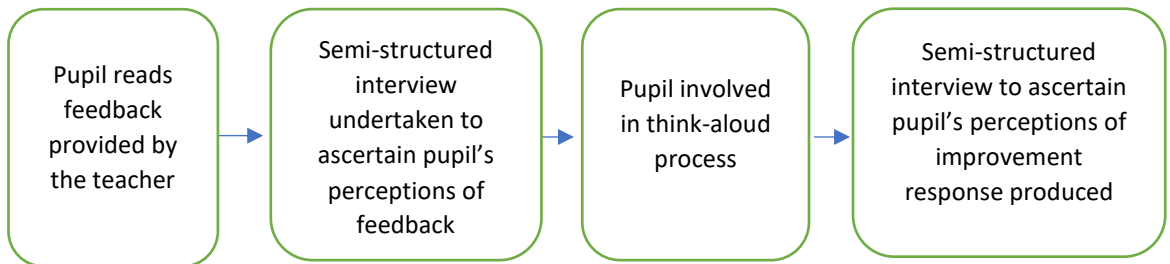 Pupil reads
feedback
provided by
the teacher
Semi-structured
interview
undertaken to
ascertain pupil’s
perceptions of
feedback
Pupil involved
in think-aloud
process
Semi-structured
interview to ascertain
pupil’s perceptions of
improvement
response produced